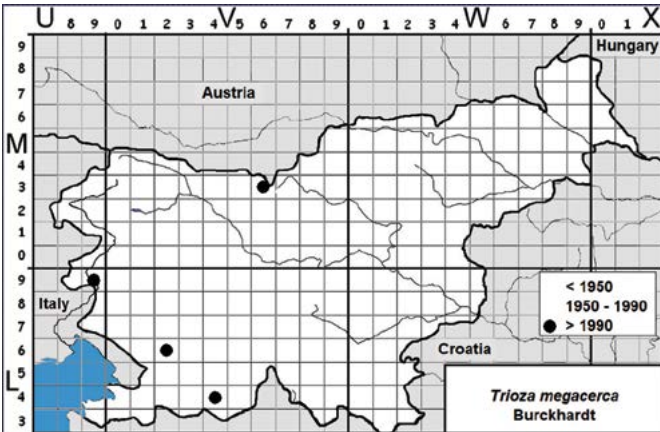 U 8 9 0 1 2 3 4 V 5 6 7 8 9 0 1 2 3 4 W 6 7 8 9 0 1 X
9
Hungary
8
Austria
7
6
M
4
3
2
1
0
9
< 1950
8
Italy
1950 - 1990
7
> 1990
6
Croatia
5
L
4
Trioza megacerca
3
Burckhardt